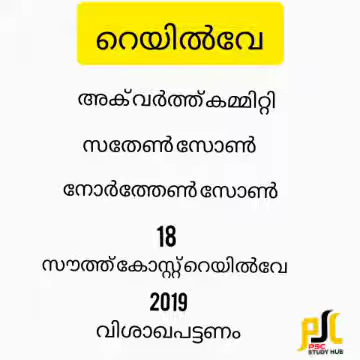 റെയിൽവേ
അക് വർത്ത് കമ്മിറ്റി
സതേൺ സോൺ
നോർത്തേൺ സോൺ
18
സൗത്ത് കോസ്റ്റ് റെയിൽവേ
2019
വിശാഖപട്ടണം
PSC
STUDY HUB